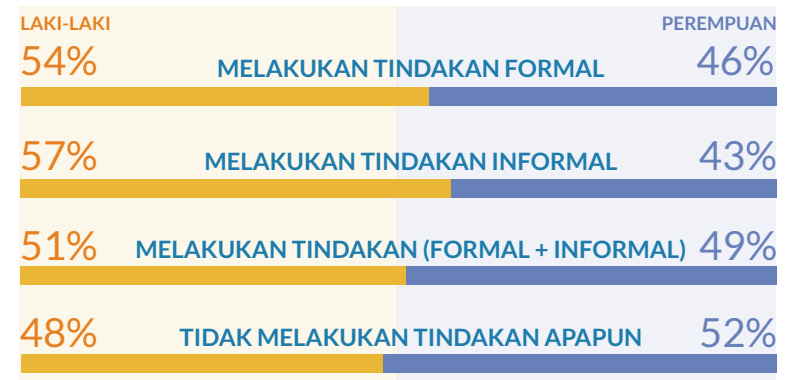 LAKI-LAKI PEREMPUAN
54% MELAKUKAN TINDAKAN FORMAL 46%
57% MELAKUKAN TINDAKAN INFORMAL 43%
51% MELAKUKAN TINDAKAN (FORMAL + INFORMAL) 49%
48% TIDAK MELAKUKAN TINDAKAN APAPUN 52%